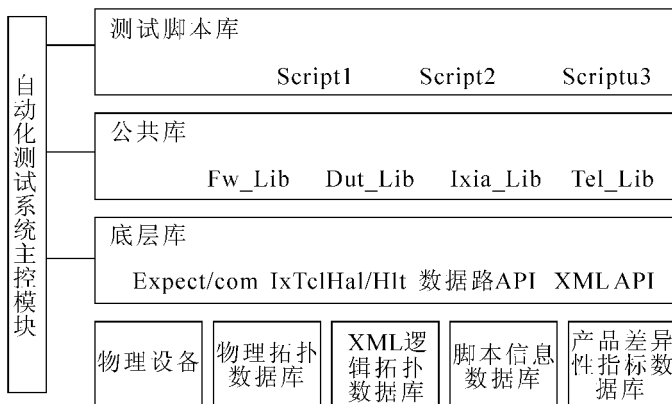 自动化测试系统主控模块
测试脚本库
Script1 Script2 Scriptu3
公共库
Fw_Lib Dut_Lib Ixia_Lib Tel_Lib
底层库
Expect/com IxTclHal/Hlt 数据路API XML API
物理设备
物理拓扑
数据库
XML逻
辑拓扑
数据库
脚本信息
数据库
产品差异
性指标数
据库